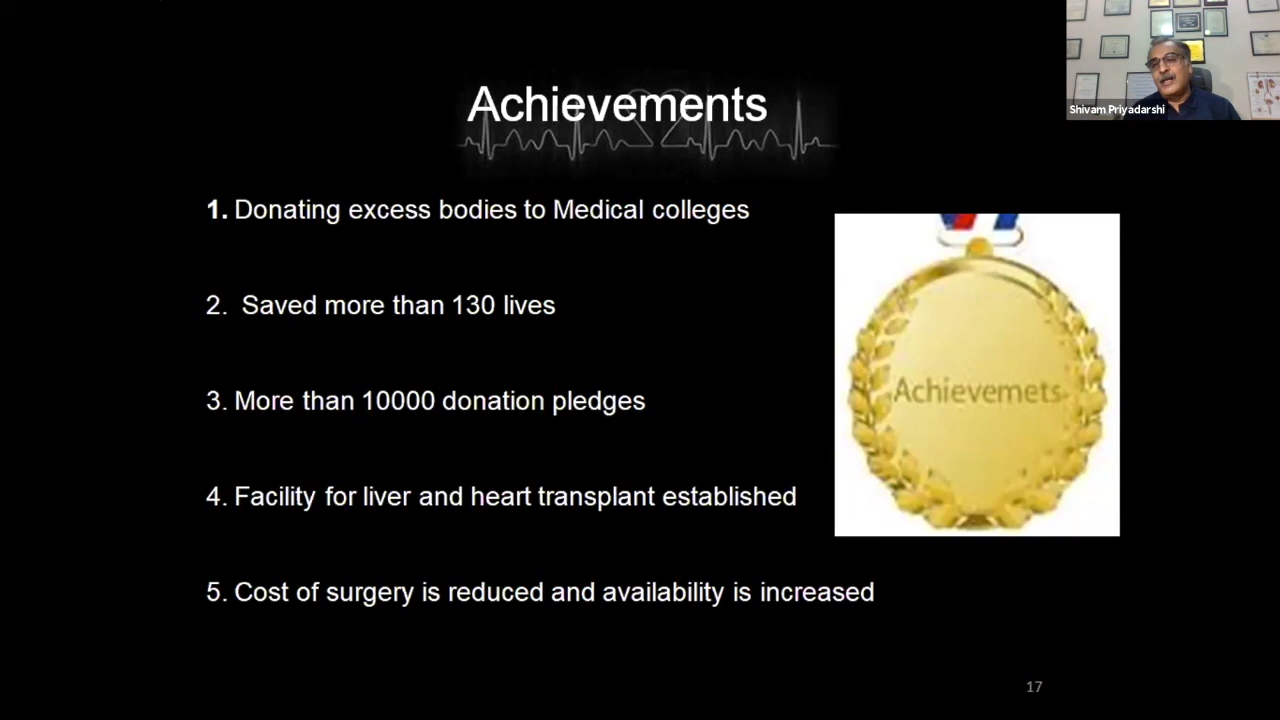 Achievements
Shivam Priyadarshi
1. Donating excess bodies to Medical colleges
2. Saved more than 130 lives
Achievemets
3. More than 10000 donation pledges
4. Facility for liver and heart transplant established
5. Cost of surgery is reduced and availability is increased
17